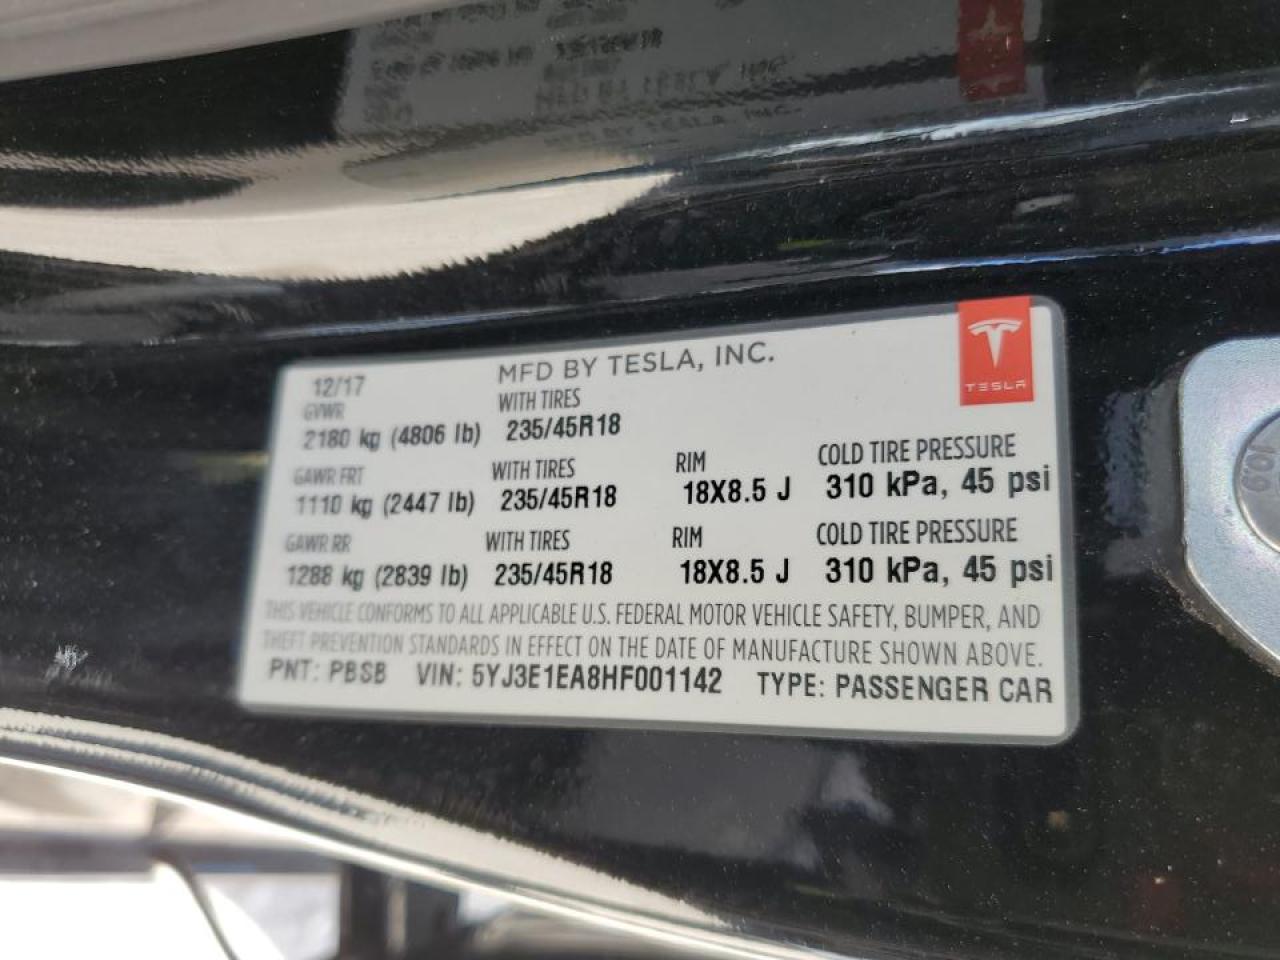 MFD BY TESLA, INC.
TESLA
12/17
GVWR WITH TIRES
2180 kg (4806 lb) 235/45R18
GAWR FRT WITH TIRES RIM COLD TIRE PRESSURE
1110 kg (2447 lb) 235/45R18 18X8.5 J 310 kPa, 45 psi
GAWR RR WITH TIRES RIM COLD TIRE PRESSURE
1288 kg (2839 lb) 235/45R18 18X8.5 J 310 kPa, 45 psi
THIS VEHICLE CONFORMS TO ALL APPLICABLE U.S. FEDERAL MOTOR VEHICLE SAFETY, BUMPER, AND
THEFT PREVENTION STANDARDS IN EFFECT ON THE DATE OF MANUFACTURE SHOWN ABOVE.
PNT: PBSB VIN: 5YJ3E1EA8HF001142 TYPE: PASSENGER CAR